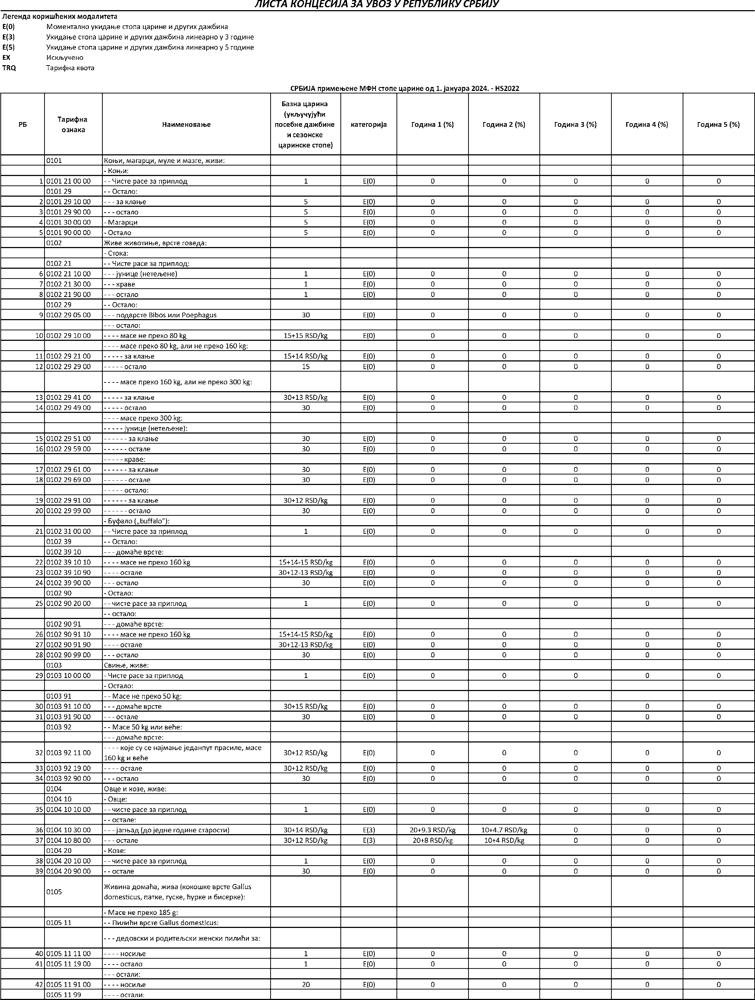 ЛИСТА КОНЦЕСИЈА ЗА УВОЗ У РЕПУБЛИКУ СРБИЈУ
Легенда коришћених модалитета
E(0) Моментално укидање стопа царине и других дажбина
E(3) Укидање стопа царине и других дажбина линеарно у 3 године
E(5) Укидање стопа царине и других дажбина линеарно у 5 године
EX Искључено
TRQ Тарифна квота
СРБИЈА примењене МФН стопе царине од 1. јануара 2024. - HS2022
РБ Тарифна ознака Наименовање Базна царина (укључујући посебне дажбине и сезонске царинске стопе) категорија Година 1 (%) Година 2 (%) Година 3 (%) Година 4 (%) Година 5 (%)
0101 Коњи, магарци, муле и мазге, живи:
- Коњи:
1 0101 21 00 00 - - Чисте расе за приплод 1 E(0) 0 0 0 0 0
0101 29 - - Остало:
2 0101 29 10 00 - - - за клање 5 E(0) 0 0 0 0 0
3 0101 29 90 00 - - - остало 5 E(0) 0 0 0 0 0
4 0101 30 00 00 - Магарци 5 E(0) 0 0 0 0 0
5 0101 90 00 00 - Остало 5 E(0) 0 0 0 0 0
0102 Живе животиње, врсте говеда:
- Стока:
0102 21 - - Чисте расе за приплод:
6 0102 21 10 00 - - - јунице (нетељене) 1 E(0) 0 0 0 0 0
7 0102 21 30 00 - - - краве 1 E(0) 0 0 0 0 0
8 0102 21 90 00 - - - остало 1 E(0) 0 0 0 0 0
0102 29 - - Остало:
9 0102 29 05 00 - - - подврсте Bibos или Poephagus 30 E(0) 0 0 0 0 0
- - - остало:
10 0102 29 10 00 - - - - масе не преко 80 kg 15+15 RSD/kg E(0) 0 0 0 0 0
- - - - масе преко 80 kg, али не преко 160 kg:
11 0102 29 21 00 - - - - - за клање 15+14 RSD/kg E(0) 0 0 0 0 0
12 0102 29 29 00 - - - - - остало 15 E(0) 0 0 0 0 0
- - - - масе преко 160 kg, али не преко 300 kg:
13 0102 29 41 00 - - - - - за клање 30+13 RSD/kg E(0) 0 0 0 0 0
14 0102 29 49 00 - - - - - остало 30 E(0) 0 0 0 0 0
- - - - масе преко 300 kg:
- - - - - јунице (нетељене):
15 0102 29 51 00 - - - - - - за клање 30 E(0) 0 0 0 0 0
16 0102 29 59 00 - - - - - - остале 30 E(0) 0 0 0 0 0
- - - - - краве:
17 0102 29 61 00 - - - - - - за клање 30 E(0) 0 0 0 0 0
18 0102 29 69 00 - - - - - - остале 30 E(0) 0 0 0 0 0
- - - - - остало:
19 0102 29 91 00 - - - - - - за клање 30+12 RSD/kg E(0) 0 0 0 0 0
20 0102 29 99 00 - - - - - - остало 30 E(0) 0 0 0 0 0
- Буфало („buffalo“):
21 0102 31 00 00 - - Чисте расе за приплод 1 E(0) 0 0 0 0 0
0102 39 - - Остало:
0102 39 10 - - - домаће врсте:
22 0102 39 10 10 - - - - масе не преко 160 kg 15+14-15 RSD/kg E(0) 0 0 0 0 0
23 0102 39 10 90 - - - - остале 30+12-13 RSD/kg E(0) 0 0 0 0 0
24 0102 39 90 00 - - - остало 30 E(0) 0 0 0 0 0
0102 90 - Остало:
25 0102 90 20 00 - - чисте расе за приплод 1 E(0) 0 0 0 0 0
- - остало:
0102 90 91 - - - домаће врсте:
26 0102 90 91 10 - - - - масе не преко 160 kg 15+14-15 RSD/kg E(0) 0 0 0 0 0
27 0102 90 91 90 - - - - остале 30+12-13 RSD/kg E(0) 0 0 0 0 0
28 0102 90 99 00 - - - остало 30 E(0) 0 0 0 0 0
0103 Свиње, живе:
29 0103 10 00 00 - Чисте расе за приплод 1 E(0) 0 0 0 0 0
- Остало:
0103 91 - - Масе не преко 50 kg:
30 0103 91 10 00 - - - домаће врсте 30+15 RSD/kg E(0) 0 0 0 0 0
31 0103 91 90 00 - - - остале 30 E(0) 0 0 0 0 0
0103 92 - - Масе 50 kg или веће:
- - - домаће врсте:
32 0103 92 11 00 - - - - које су се најмање једанпут прасиле, масе 160 kg и веће 30+12 RSD/kg E(0) 0 0 0 0 0
33 0103 92 19 00 - - - - остале 30+12 RSD/kg E(0) 0 0 0 0 0
34 0103 92 90 00 - - - остало 30 E(0) 0 0 0 0 0
0104 Овце и козе, живе:
0104 10 - Овце:
35 0104 10 10 00 - - чисте расе за приплод 1 E(0) 0 0 0 0 0
- - остале:
36 0104 10 30 00 - - - јагњад (до једне године старости) 30+14 RSD/kg E(3) 20+9.3 RSD/kg 10+4.7 RSD/kg 0 0 0
37 0104 10 80 00 - - - остале 30+12 RSD/kg E(3) 20+8 RSD/kg 10+4 RSD/kg 0 0 0
0104 20 - Козе:
38 0104 20 10 00 - - чисте расе за приплод 1 E(0) 0 0 0 0 0
39 0104 20 90 00 - - остале 30 E(0) 0 0 0 0 0
0105 Живина домаћа, жива (кокошке врсте Gallus domesticus, патке, гуске, ћурке и бисерке):
- Масе не преко 185 g:
0105 11 - - Пилићи врсте Gallus domesticus:
- - - дедовски и родитељски женски пилићи за:
40 0105 11 11 00 - - - - носиље 1 E(0) 0 0 0 0 0
41 0105 11 19 00 - - - - остало 1 E(0) 0 0 0 0 0
- - - остали:
42 0105 11 91 00 - - - - носиље 20 E(0) 0 0 0 0 0
0105 11 99 - - - - остали: